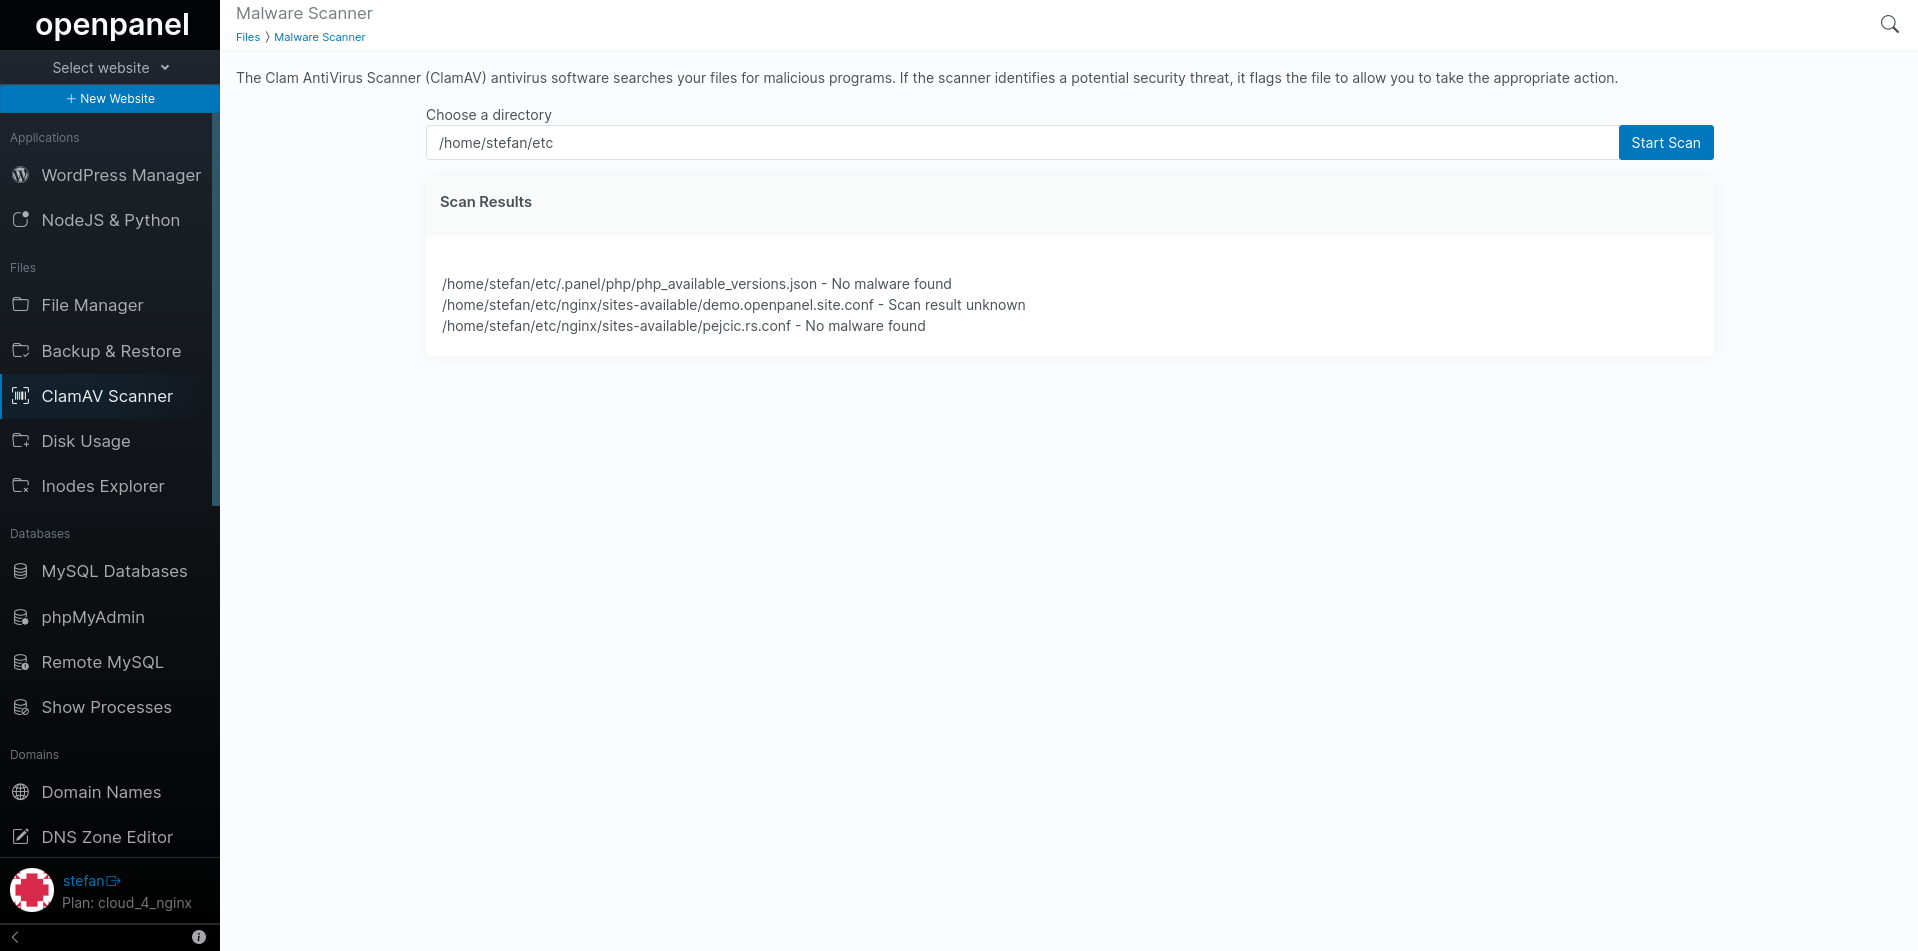 openpanel
Select website
+ New Website
Applications
WordPress Manager
NodeJS & Python
Files
File Manager
Backup & Restore
ClamAV Scanner
Disk Usage
Inodes Explorer
Databases
MySQL Databases
phpMyAdmin
Remote MySQL
Show Processes
Domains
Domain Names
DNS Zone Editor
stefan
Plan: cloud_4_nginx
Malware Scanner
Files 〉 Malware Scanner
The Clam AntiVirus Scanner (ClamAV) antivirus software searches your files for malicious programs. If the scanner identifies a potential security threat, it flags the file to allow you to take the appropriate action.
Choose a directory
/home/stefan/etc
Start Scan
Scan Results
/home/stefan/etc/.panel/php/php_available_versions.json - No malware found
/home/stefan/etc/nginx/sites-available/demo.openpanel.site.conf - Scan result unknown
/home/stefan/etc/nginx/sites-available/pejcic.rs.conf - No malware found